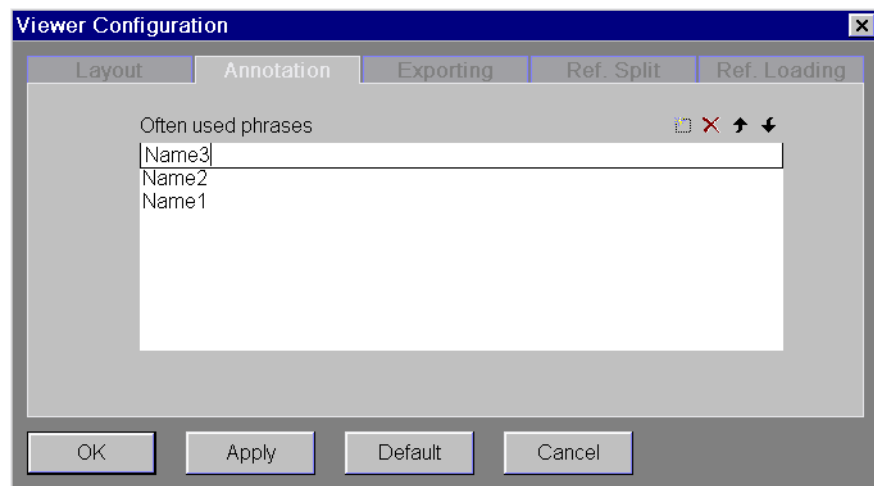 Viewer Configuration
Layout Annotation Exporting Ref. Split Ref. Loading
Often used phrases
Name3
Name2
Name1
OK Apply Default Cancel